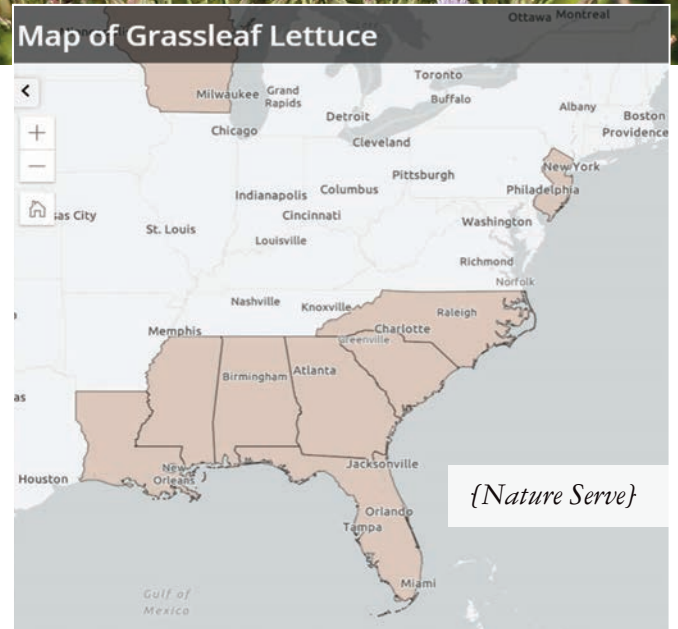 Map of Grassleaf Lettuce
Ottawa Montreal
Toronto
Milwaukee Grand Rapids
Buffalo
Detroit
Albany
Boston
Chicago
Providence
Cleveland
New York
Pittsburgh
Philadelphia
Indianapolis Columbus
sas City
Cincinnati
Washington
St. Louis
Louisville
Richmond
Norfolk
Nashville
Knoxville
Raleigh
Memphis
Charlotte
Greenville
Birmingham Atlanta
as
Jacksonville
New Orleans
Houston
{Nature Serve}
Orlando
Tampa
Miami
Gulf of
Mexico